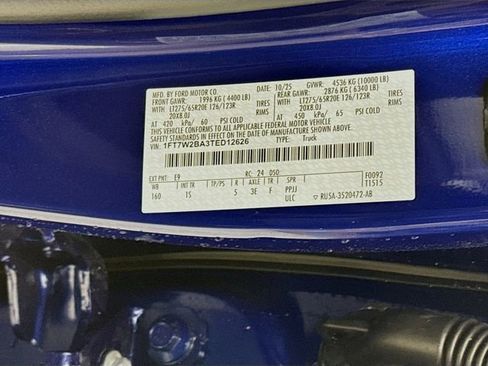 MFD. BY FORD MOTOR CO. 10/25 GVWR: 4536 KG (10000 LB)
FRONT GAWR: 1996 KG (4400 LB) REAR GAWR: 2876 KG (6340 LB)
WITH LT275/65R20E 126/123R TIRES WITH LT275/65R20E 126/123R TIRES
20X8.0J RIMS 20X8.0J RIMS
AT 420 kPa/ 60 PSI COLD AT 450 kPa/ 65 PSI COLD
THIS VEHICLE CONFORMS TO ALL APPLICABLE FEDERAL MOTOR VEHICLE
SAFETY STANDARDS IN EFFECT ON THE DATE OF MANUFACTURE SHOWN ABOVE.
VIN: 1FT7W2BA3TED12626 TYPE: Truck
EXT PNT: E9 RC: 24 DSO: F0092
WB INT TR TP/PS R AXLE TR SPR T1515
160 1S 5 3E F PPJJ
ULC RU5A-3520472-AB